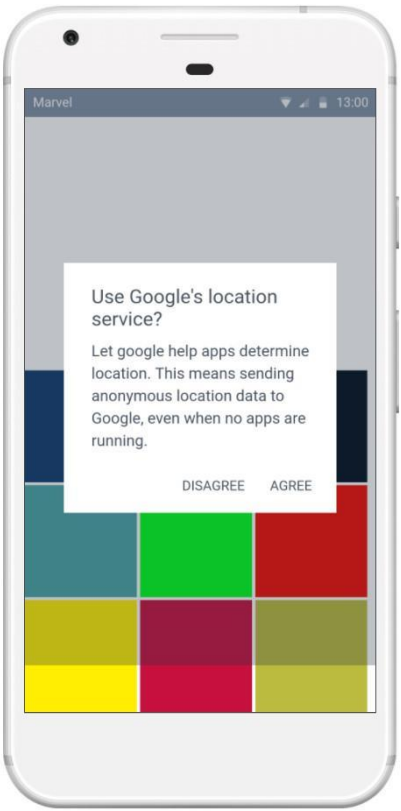 Marvel 13:00
Use Google's location
service?
Let google help apps determine
location. This means sending
anonymous location data to
Google, even when no apps are
running.
DISAGREE AGREE